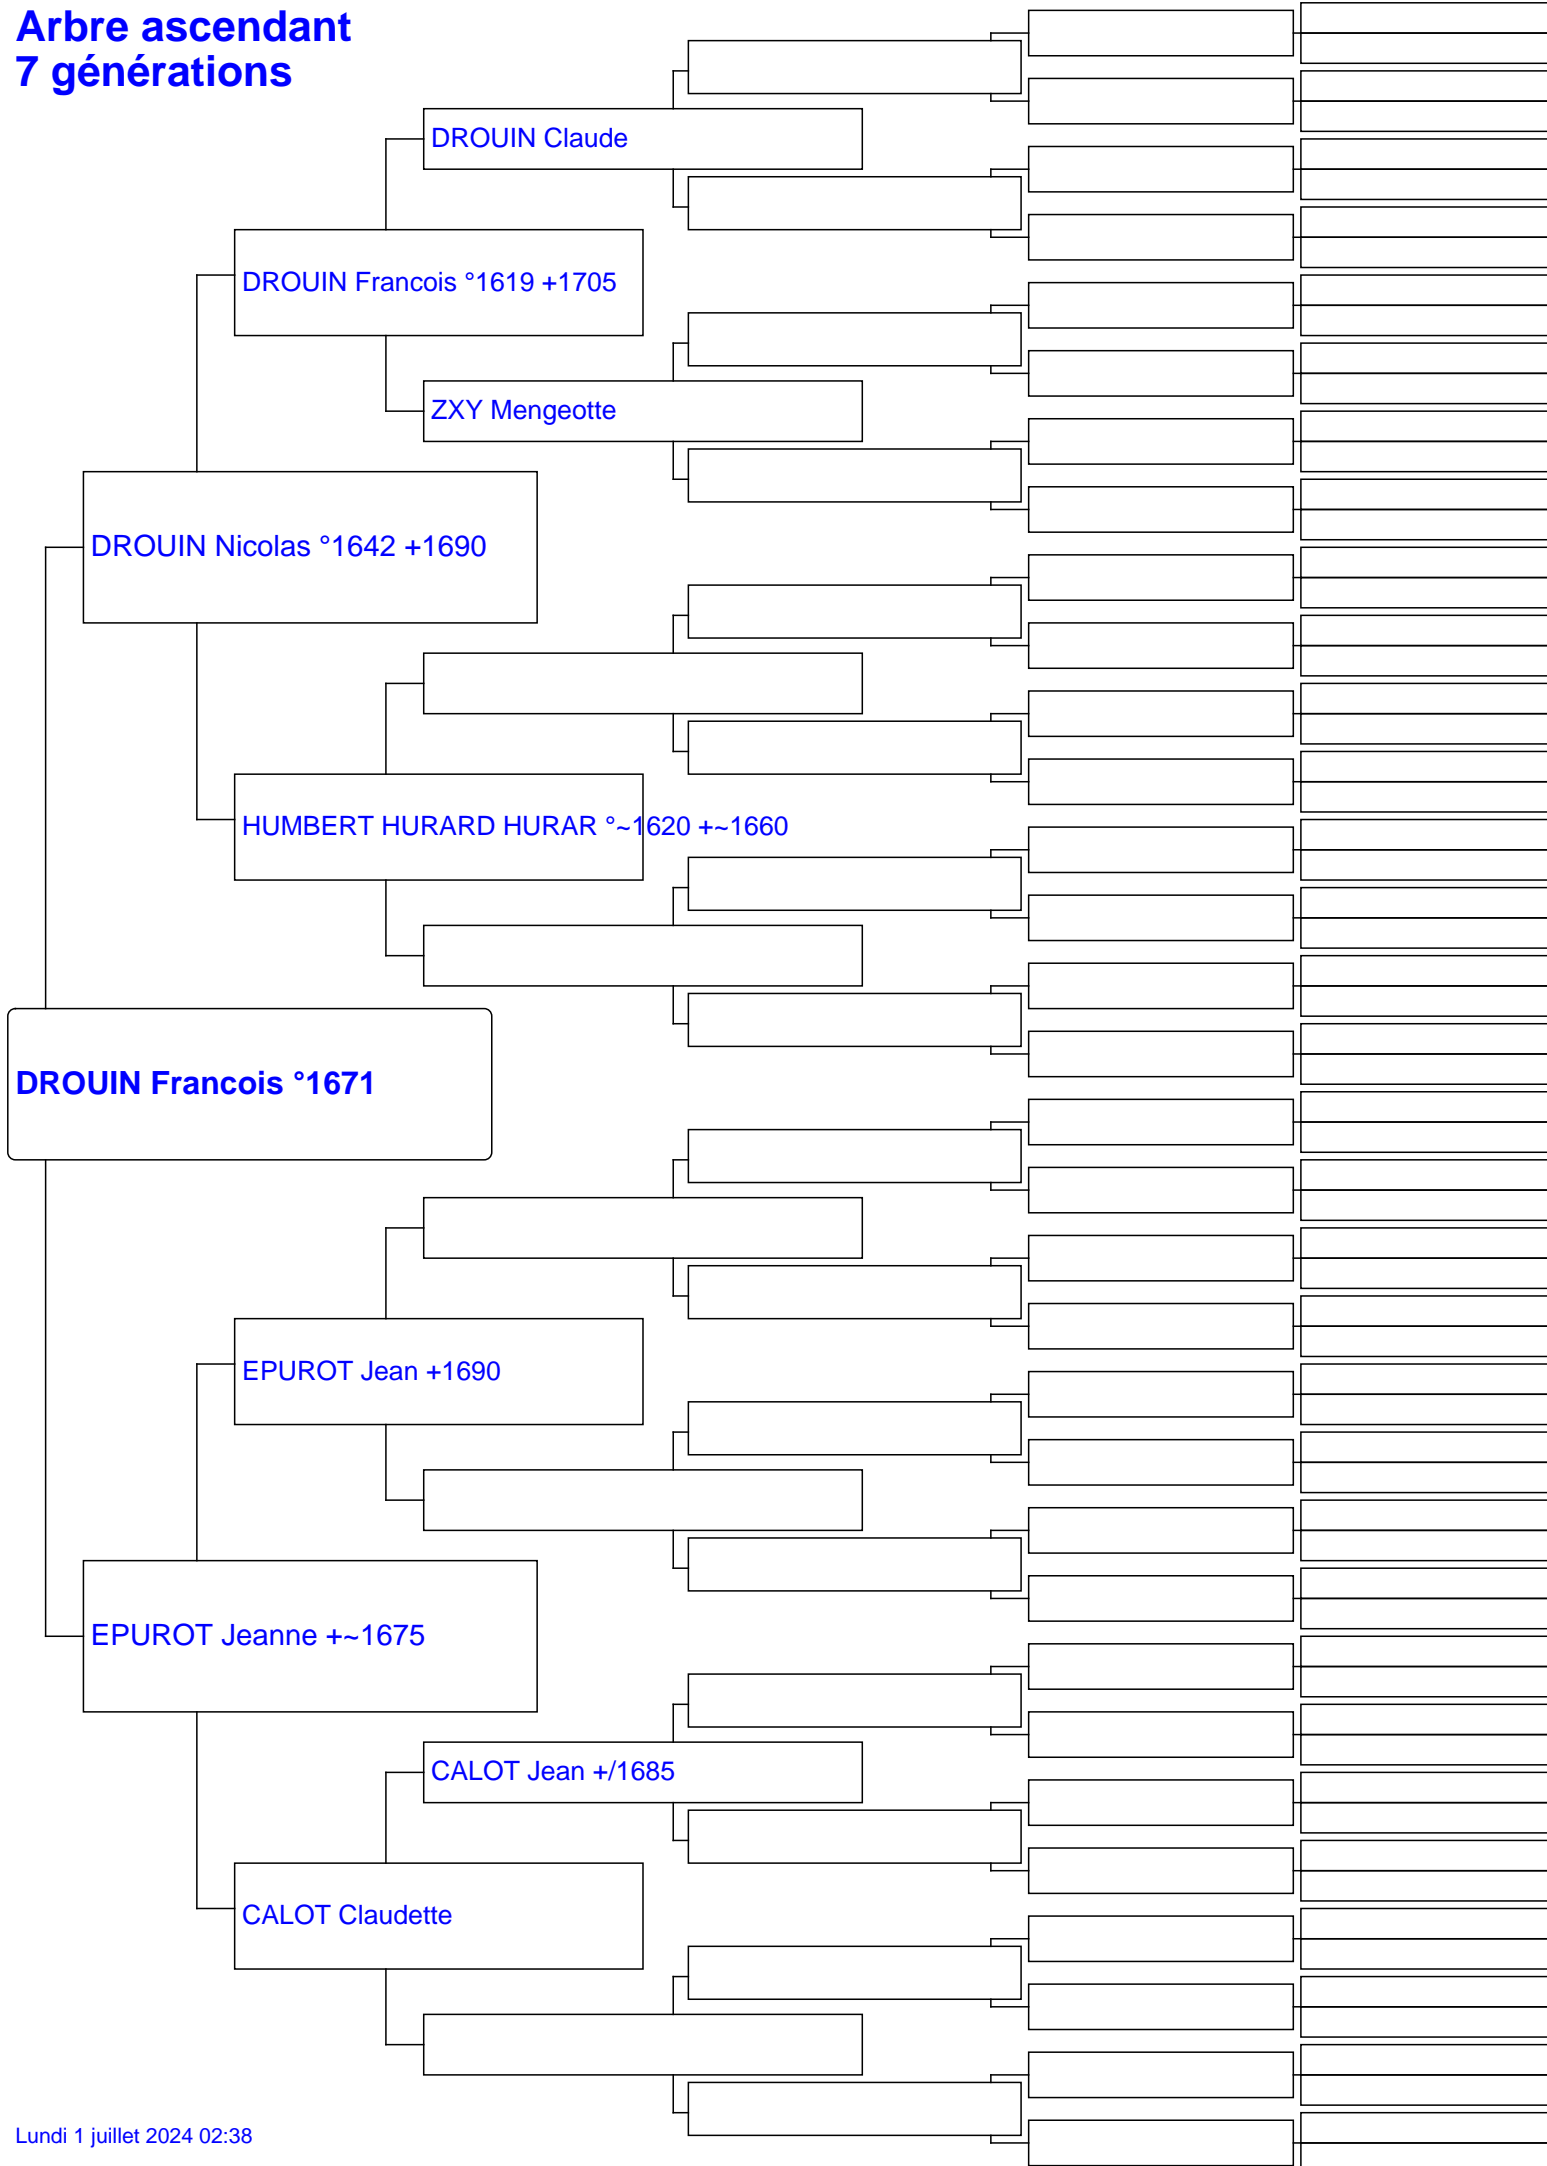 Arbre ascendant
7 générations
DROUIN Claude
DROUIN Francois °1619 +1705
ZXY Mengeotte
DROUIN Nicolas °1642 +1690
HUMBERT HURARD HURAR °~1620 +~1660
DROUIN Francois °1671
EPUROT Jean +1690
EPUROT Jeanne +~1675
CALOT Jean +/1685
CALOT Claudette
Lundi 1 juillet 2024 02:38